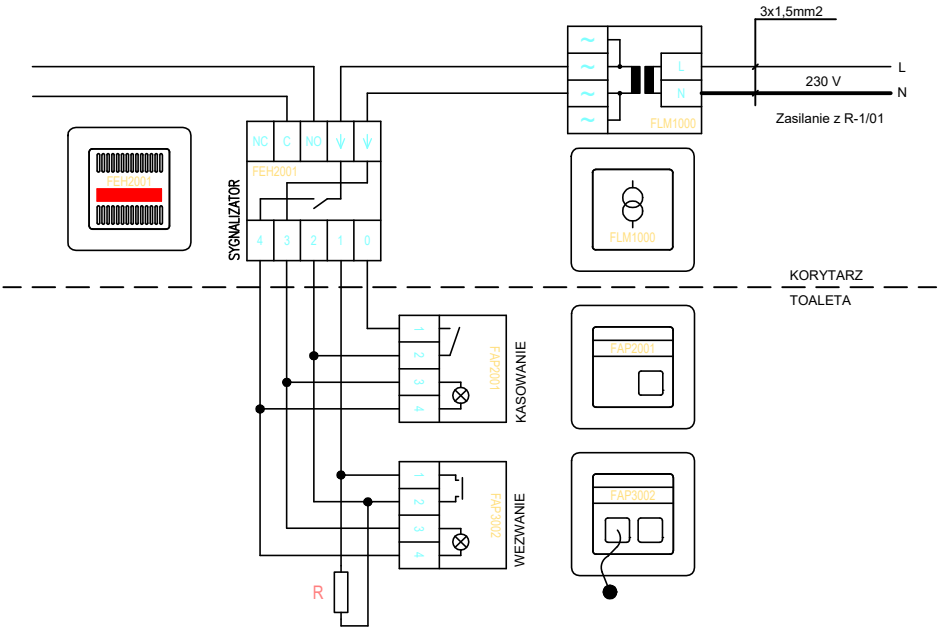 3x1,5mm2
~
~
L
L
230 V
~
N
N
~
FLM1000
Zasilanie z R-1/01
NC
C
NO
FEH2001
FEH2001
SYGNALIZATOR
4
3
2
1
0
FLM1000
KORYTARZ
TOALETA
1
2
3
4
FAP2001
KASOWANIE
FAP2001
1
2
3
4
FAP3002
WEZWANIE
FAP3002
R